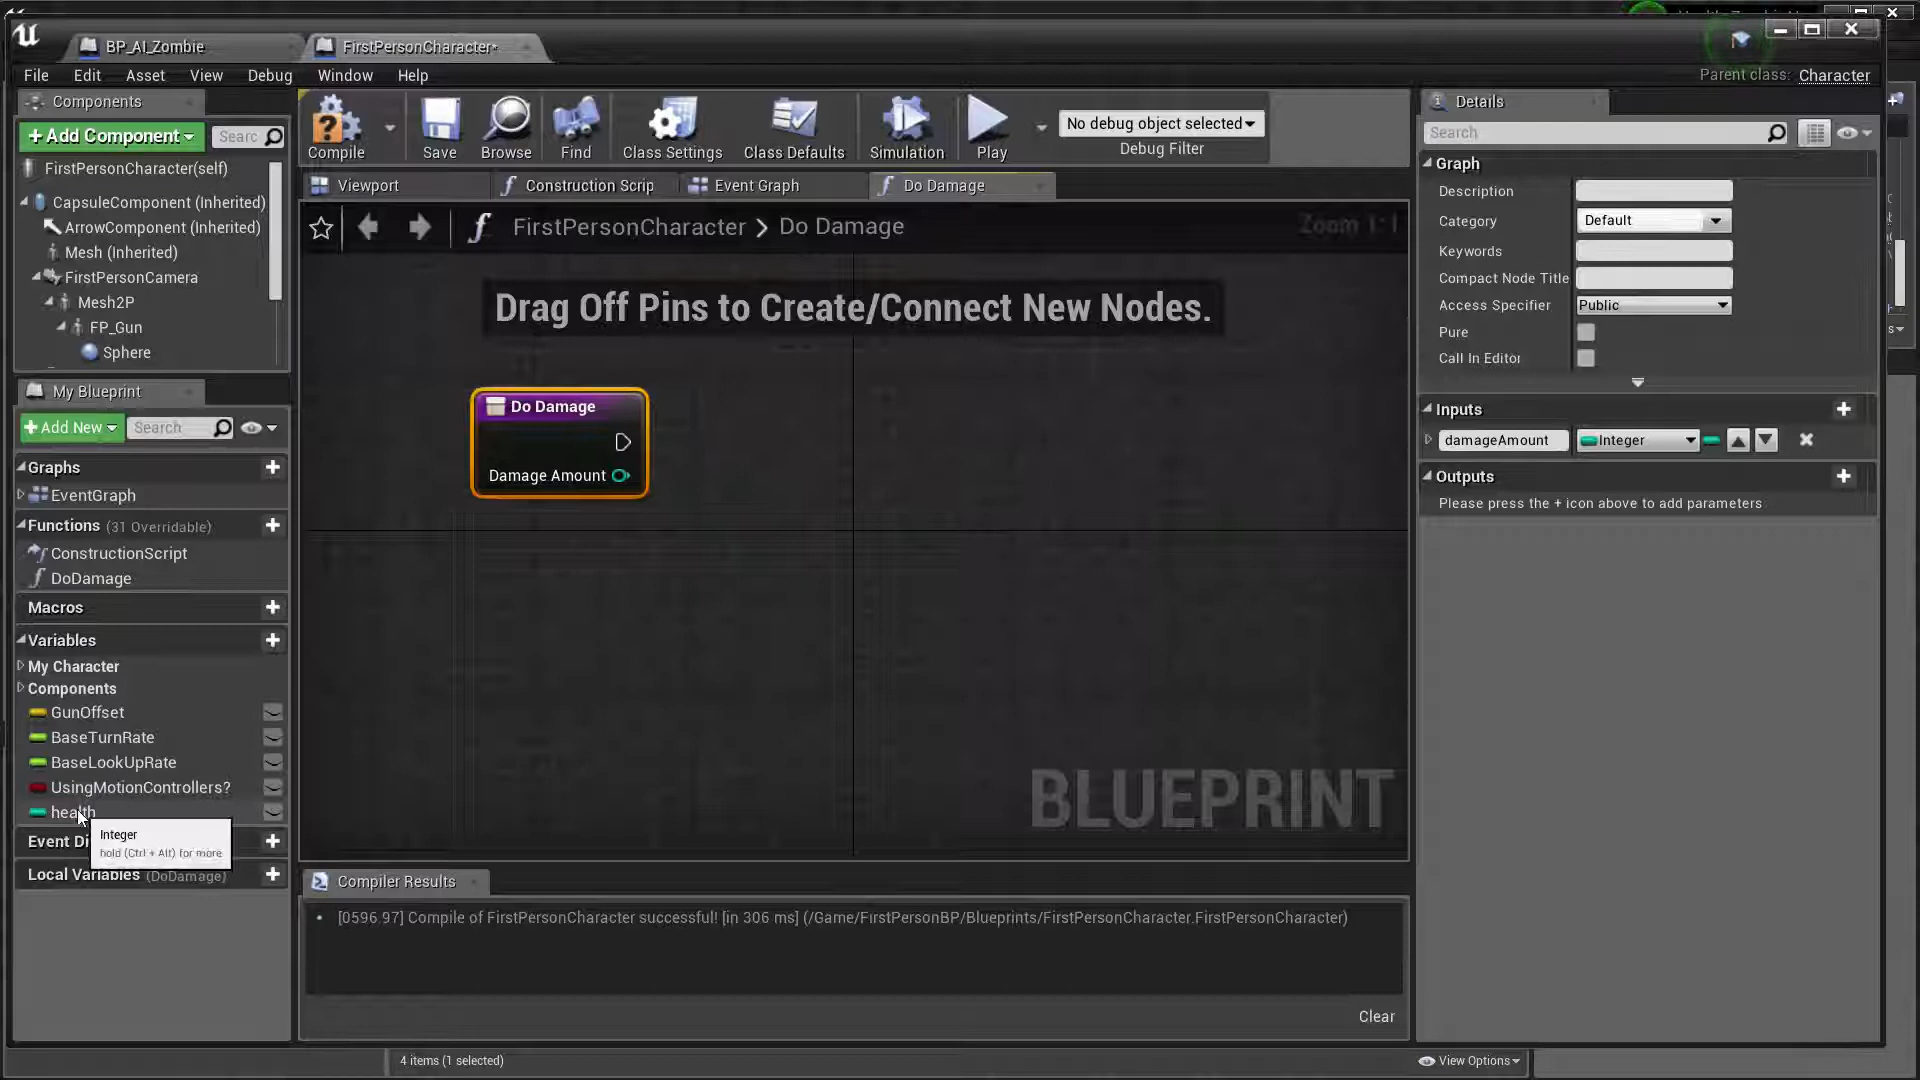 BP_AI_Zombie
FirstPersonCharacter*
File Edit Asset View Debug Window Help
Parent class: Character
Components
+ Add Component
Searc
FirstPersonCharacter(self)
CapsuleComponent (Inherited)
ArrowComponent (Inherited)
Mesh (Inherited)
FirstPersonCamera
Mesh2P
FP_Gun
Sphere
Compile
Save
Browse
Find
Class Settings
Class Defaults
Simulation
Play
No debug object selected
Debug Filter
Viewport
Construction Scrip
Event Graph
Do Damage
FirstPersonCharacter > Do Damage
Zoom 1:1
Drag Off Pins to Create/Connect New Nodes.
Do Damage
Damage Amount
BLUEPRINT
My Blueprint
+ Add New
Search
Graphs
EventGraph
Functions (31 Overridable)
ConstructionScript
DoDamage
Macros
Variables
My Character
Components
GunOffset
BaseTurnRate
BaseLookUpRate
UsingMotionControllers?
health
Integer
hold (Ctrl + Alt) for more
Event Di
Local Variables (DoDamage)
Compiler Results
[0596.97] Compile of FirstPersonCharacter successful! [in 306 ms] (/Game/FirstPersonBP/Blueprints/FirstPersonCharacter.FirstPersonCharacter)
Clear
Details
Search
Graph
Description
Category Default
Keywords
Compact Node Title
Access Specifier Public
Pure
Call In Editor
Inputs
damageAmount Integer
Outputs
Please press the + icon above to add parameters
4 items (1 selected)
View Options